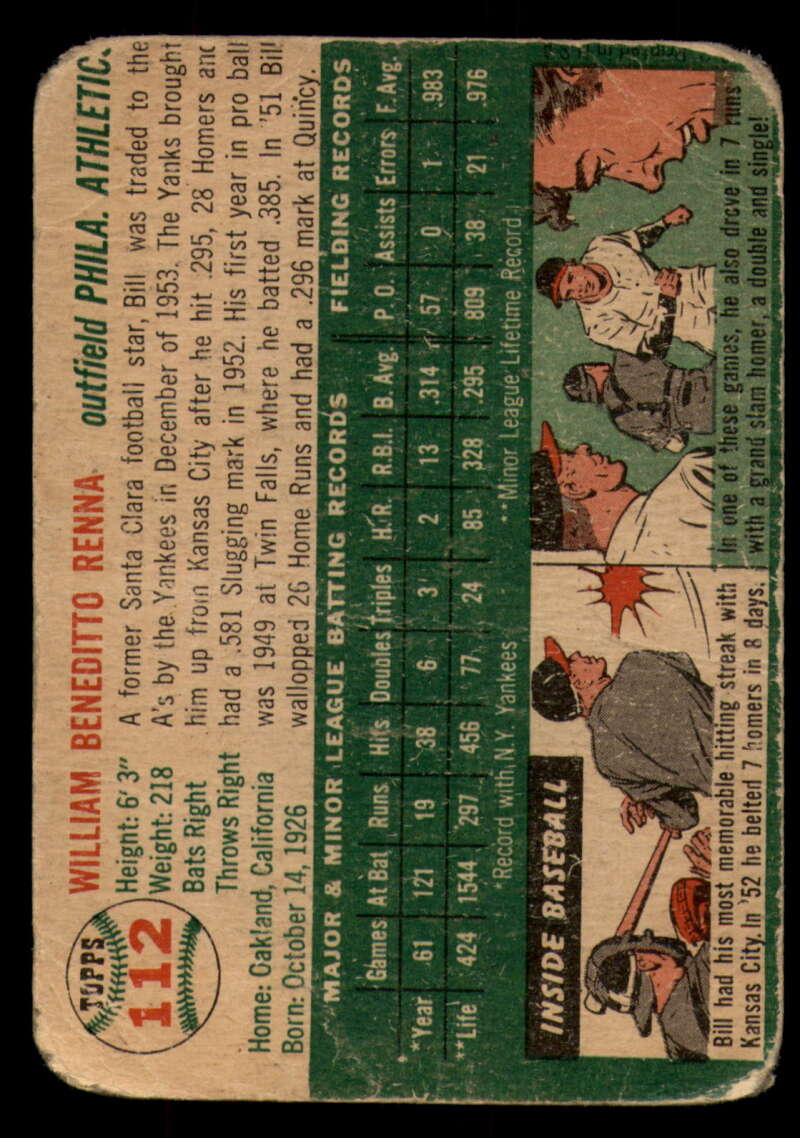 TOPPS
112
WILLIAM BENEDITTO RENNA outfield PHILA. ATHLETIC
Height: 6' 3"
Weight: 218
Bats Right
Throws Right
Home: Oakland, California
Born: October 14, 1926
A former Santa Clara football star, Bill was traded to the
A's by the Yankees in December of 1953. The Yanks brought
him up from Kansas City after he hit .295, 28 Homers and
had a .581 Slugging mark in 1952. His first year in pro ball
was 1949 at Twin Falls, where he batted .385. In '51 Bill
wallopped 26 Home Runs and had a .296 mark at Quincy.
MAJOR & MINOR LEAGUE BATTING RECORDS FIELDING RECORDS
Games At Bat Runs Hits Doubles Triples H.R. R.B.I. B. Avg. P. O. Assists Errors F. Avg.
*Year 61 121 19 38 6 3 2 13 .314 57 0 1 .983
**Life 424 1544 297 456 77 24 85 328 .295 809 38 21 .976
*Record with N.Y. Yankees **Minor League Lifetime Record
INSIDE BASEBALL
Bill had his most memorable hitting streak with
Kansas City. In '52 he belted 7 homers in 8 days.
In one of these games, he also drove in 7 runs
with a grand slam homer, a double and single!
Printed in U.S.A.